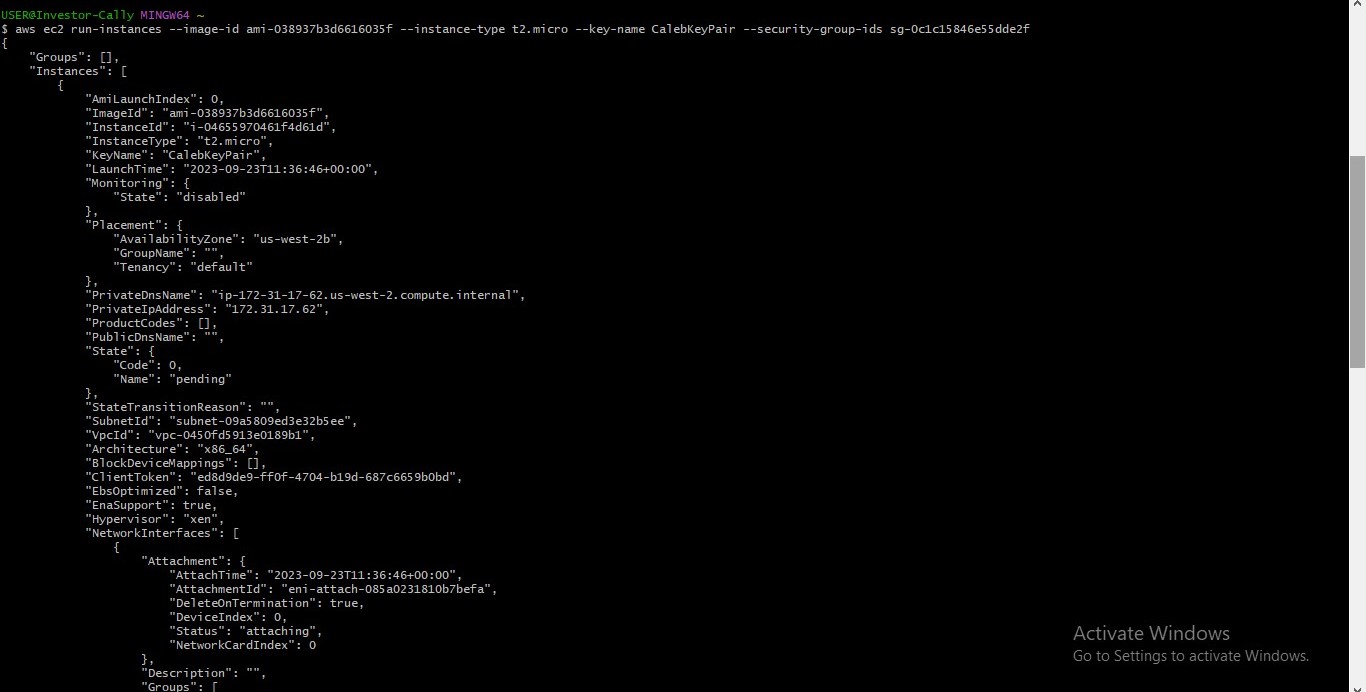 USER@Investor-Cally MINGW64 ~
$ aws ec2 run-instances --image-id ami-038937b3d6616035f --instance-type t2.micro --key-name CalebKeyPair --security-group-ids sg-0c1c15846e55dde2f
{
    "Groups": [],
    "Instances": [
        {
            "AmiLaunchIndex": 0,
            "ImageId": "ami-038937b3d6616035f",
            "InstanceId": "i-04655970461f4d61d",
            "InstanceType": "t2.micro",
            "KeyName": "CalebKeyPair",
            "LaunchTime": "2023-09-23T11:36:46+00:00",
            "Monitoring": {
                "State": "disabled"
            },
            "Placement": {
                "AvailabilityZone": "us-west-2b",
                "GroupName": "",
                "Tenancy": "default"
            },
            "PrivateDnsName": "ip-172-31-17-62.us-west-2.compute.internal",
            "PrivateIpAddress": "172.31.17.62",
            "ProductCodes": [],
            "PublicDnsName": "",
            "State": {
                "Code": 0,
                "Name": "pending"
            },
            "StateTransitionReason": "",
            "SubnetId": "subnet-09a5809ed3e32b5ee",
            "VpcId": "vpc-0450fd5913e0189b1",
            "Architecture": "x86_64",
            "BlockDeviceMappings": [],
            "ClientToken": "ed8d9de9-ff0f-4704-b19d-687c6659b0bd",
            "EbsOptimized": false,
            "EnaSupport": true,
            "Hypervisor": "xen",
            "NetworkInterfaces": [
                {
                    "Attachment": {
                        "AttachTime": "2023-09-23T11:36:46+00:00",
                        "AttachmentId": "eni-attach-085a0231810b7befa",
                        "DeleteOnTermination": true,
                        "DeviceIndex": 0,
                        "Status": "attaching",
                        "NetworkCardIndex": 0
                    },
                    "Description": "",
                    "Groups": [
Activate Windows
Go to Settings to activate Windows.